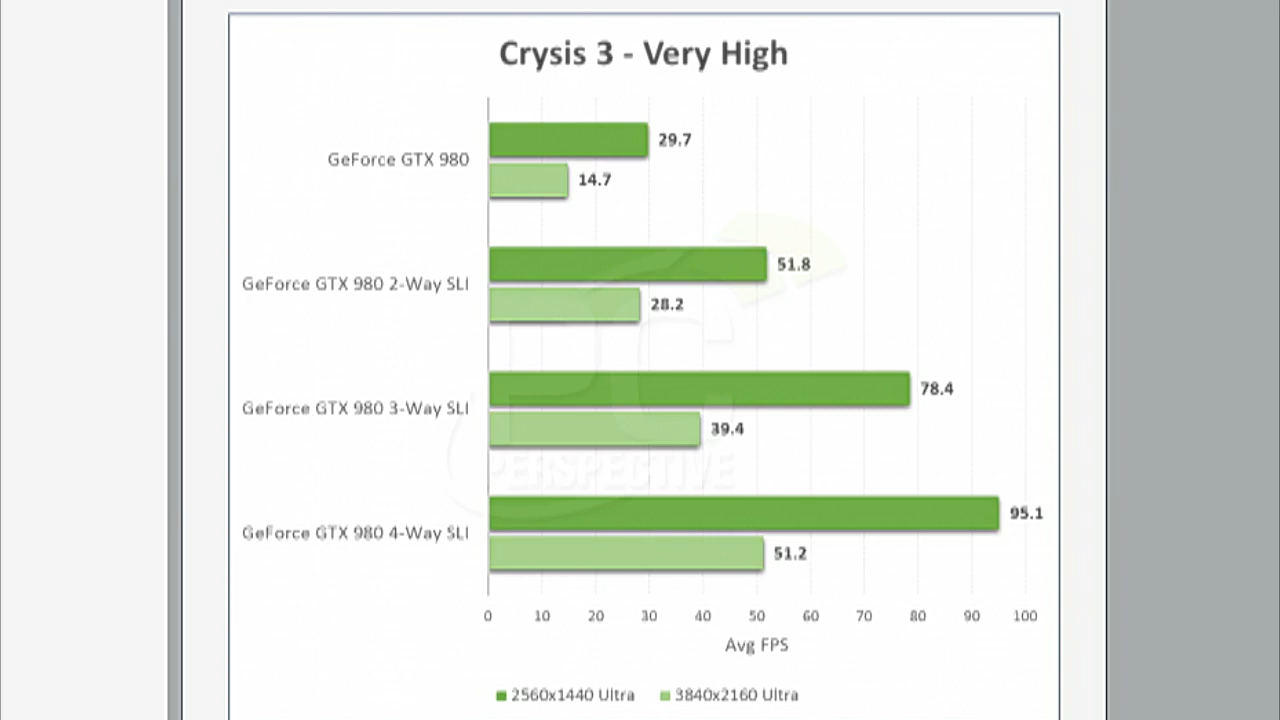 Crysis 3 - Very High
GeForce GTX 980
29.7
14.7
GeForce GTX 980 2-Way SLI
51.8
28.2
GeForce GTX 980 3-Way SLI
78.4
39.4
PC
PERSPECTIVE
GeForce GTX 980 4-Way SLI
95.1
51.2
0 10 20 30 40 50 60 70 80 90 100
Avg FPS
2560x1440 Ultra 3840x2160 Ultra